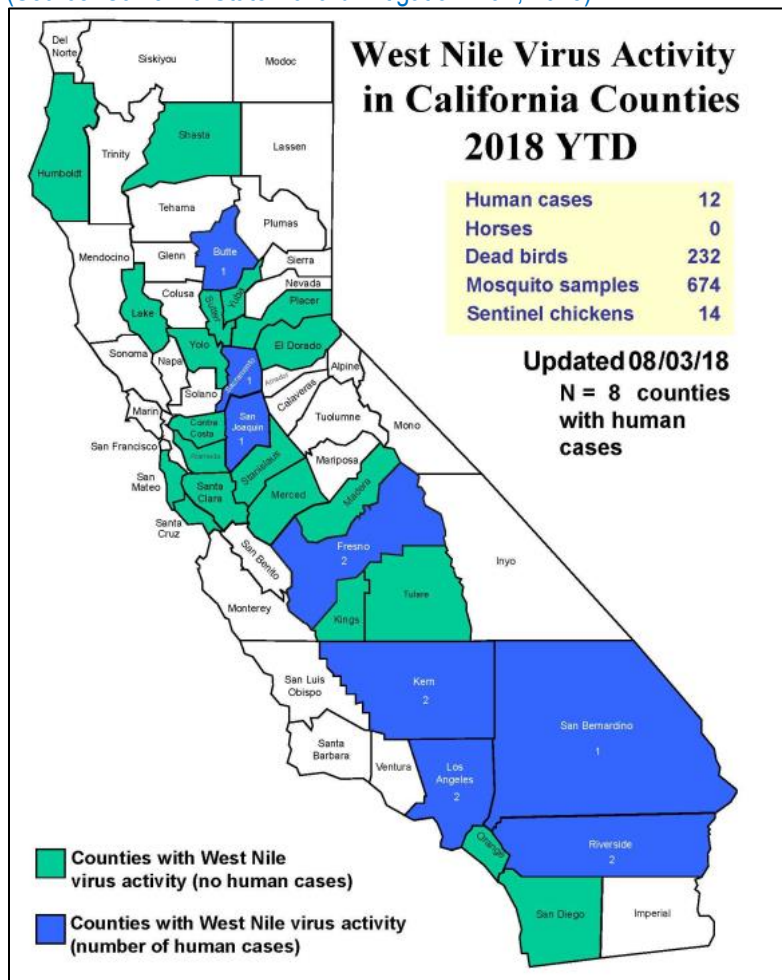 West Nile Virus Activity
in California Counties
2018 YTD
Human cases 12
Horses 0
Dead birds 232
Mosquito samples 674
Sentinel chickens 14
Updated 08/03/18
N = 8 counties
with human
cases
Del
Norte
Siskiyou
Modoc
Humboldt
Trinity
Shasta
Lassen
Tehama
Plumas
Mendocino
Glenn
Butte
1
Sierra
Nevada
Colusa
Lake
Sutter
Yuba
Placer
El Dorado
Sonoma
Napa
Yolo
Sacramento
1
Amador
Alpine
Solano
Calaveras
Marin
Contra
Costa
San
Joaquin
1
Tuolumne
Mono
San Francisco
Alameda
Stanislaus
Mariposa
San
Mateo
Santa
Clara
Merced
Madera
Santa
Cruz
San Benito
Fresno
2
Inyo
Monterey
Kings
Tulare
San Luis
Obispo
Kern
2
San Bernardino
1
Santa
Barbara
Ventura
Los
Angeles
2
Orange
Riverside
2
San Diego
Imperial
Counties with West Nile
virus activity (no human cases)
Counties with West Nile virus activity
(number of human cases)